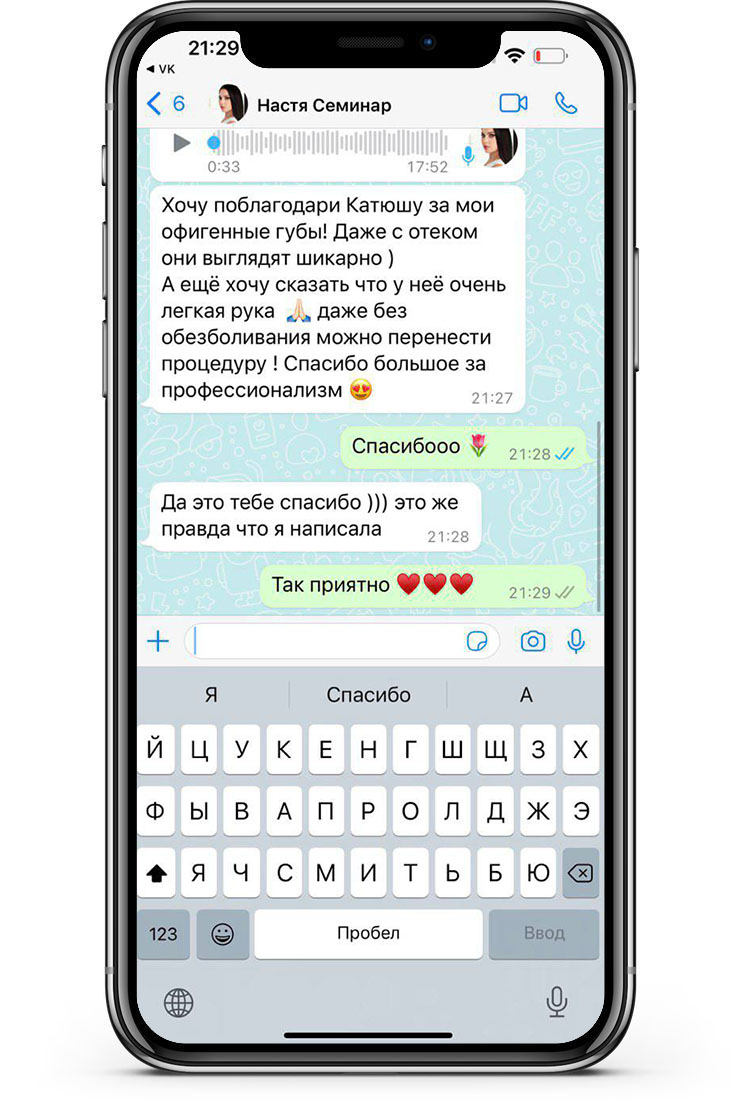 21:29
◀ VK
6
Настя Семинар
0:33 17:52
Хочу поблагодари Катюшу за мои
офигенные губы! Даже с отеком
они выглядят шикарно )
А ещё хочу сказать что у неё очень
легкая рука 🙏🏻 даже без
обезболивания можно перенести
процедуру ! Спасибо большое за
профессионализм 😍
21:27
Спасибооо 🌷 21:28
Да это тебе спасибо ))) это же
правда что я написала 21:28
Так приятно ❤️❤️❤️ 21:29
Я Спасибо А
Й Ц У К Е Н Г Ш Щ З Х
Ф Ы В А П Р О Л Д Ж Э
Я Ч С М И Т Ь Б Ю
123 Пробел Ввод